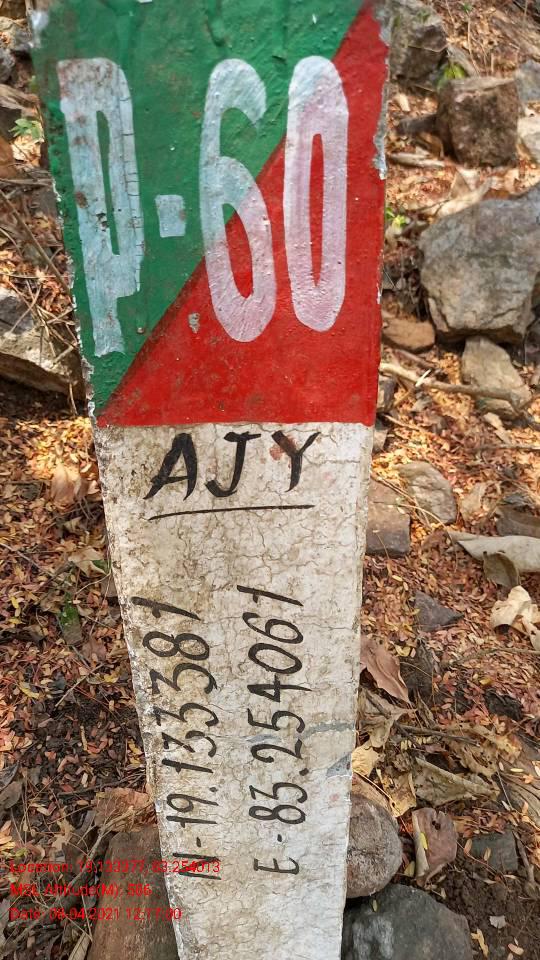 P-60
AJY
N-19.133381
E-83.254061
Location: 19.133377, 83.254013
MSL Altitude(M): 586
Date: 08-04-2021 12:17:00